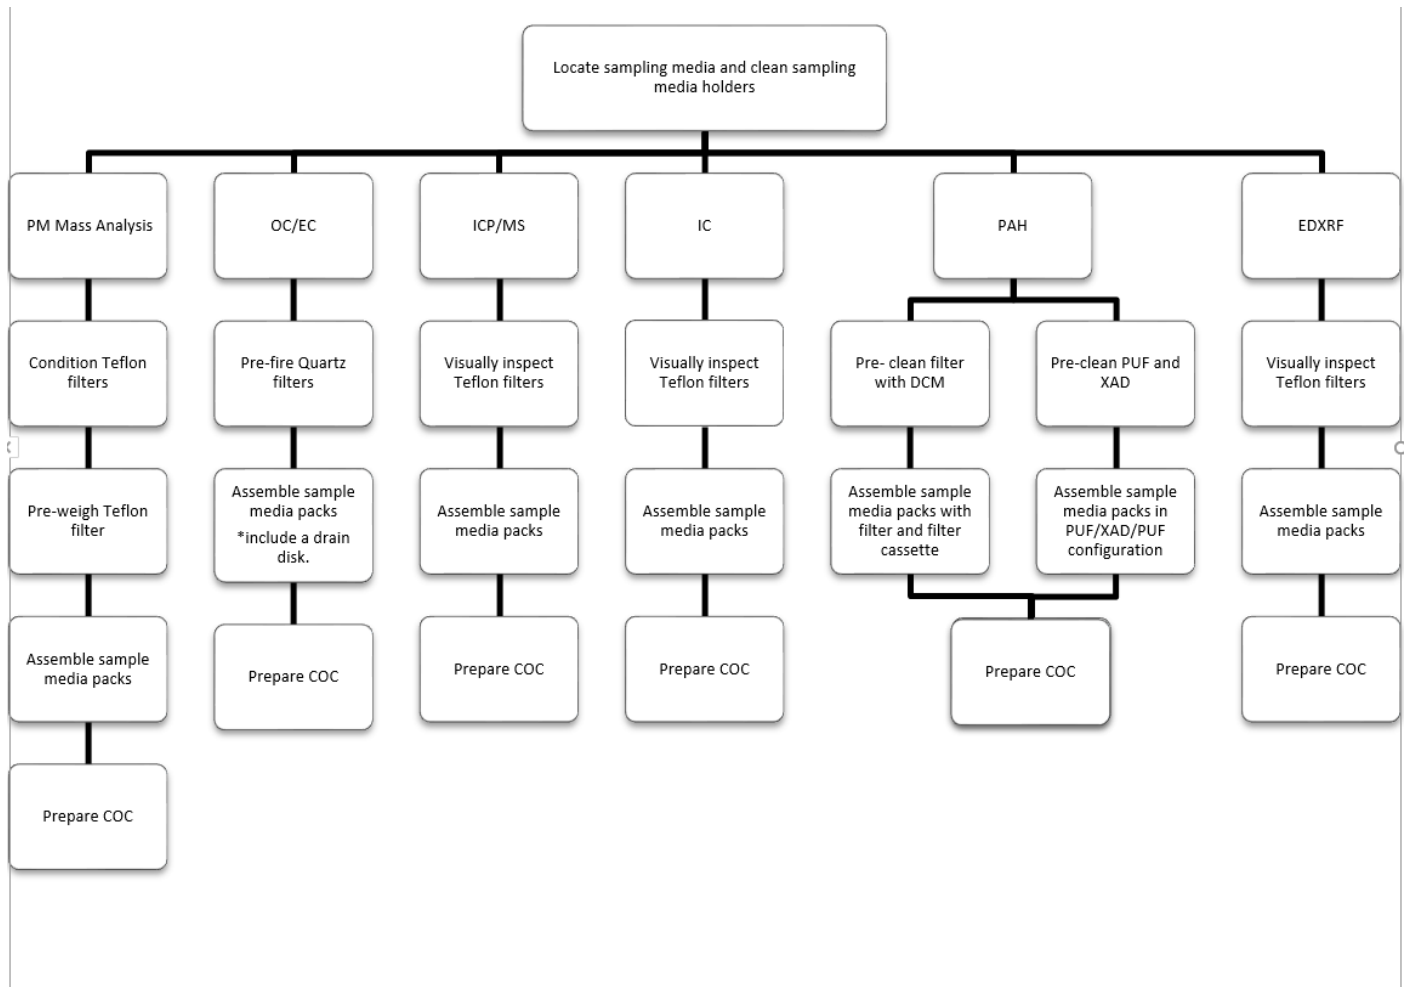 Locate sampling media and clean sampling
media holders
PM Mass Analysis
OC/EC
ICP/MS
IC
PAH
EDXRF
Condition Teflon
filters
Pre-fire Quartz
filters
Visually inspect
Teflon filters
Visually inspect
Teflon filters
Pre- clean filter
with DCM
Pre-clean PUF and
XAD
Visually inspect
Teflon filters
Pre-weigh Teflon
filter
Assemble sample
media packs
*include a drain
disk.
Assemble sample
media packs
Assemble sample
media packs
Assemble sample
media packs with
filter and filter
cassette
Assemble sample
media packs in
PUF/XAD/PUF
configuration
Assemble sample
media packs
Assemble sample
media packs
Prepare COC
Prepare COC
Prepare COC
Prepare COC
Prepare COC
Prepare COC